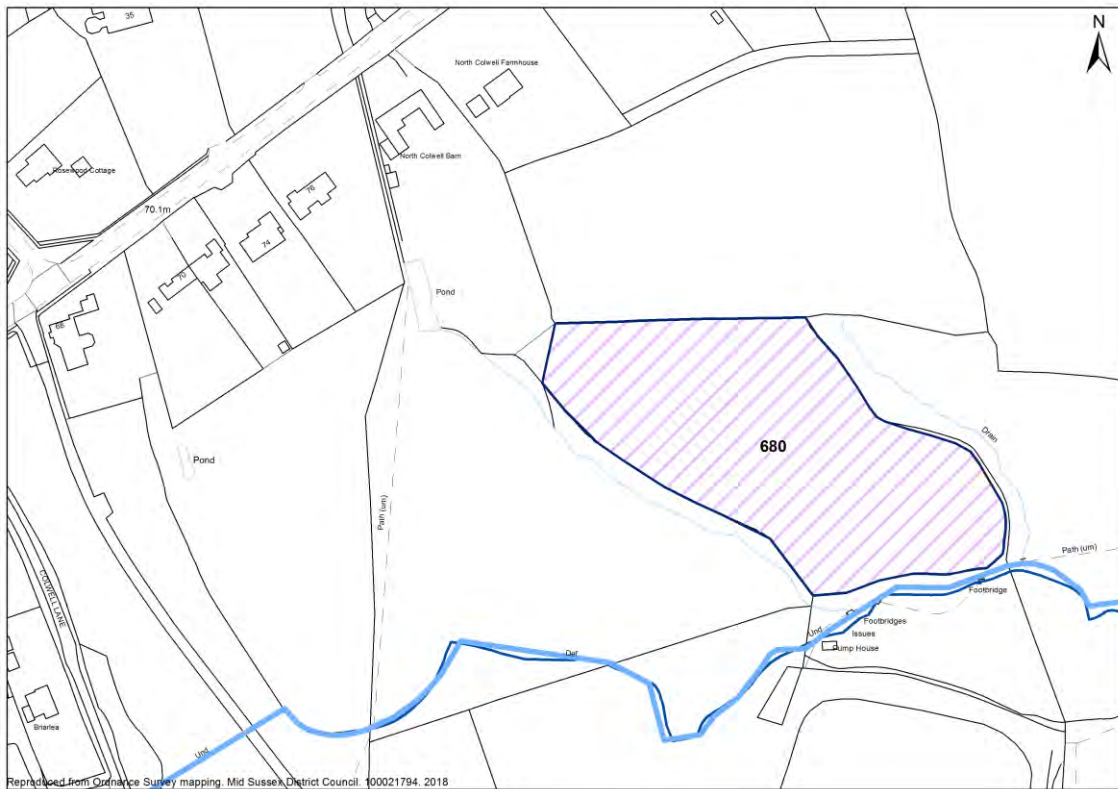 35
N
North Colwell Farmhouse
North Colwell Barn
Rosewood Cottage
76
70.1m
74
70
Pond
68
Drain
680
Pond
Path (um)
Path (um)
Footbridge
COLWELL LANE
Footbridges
Und
Issues
Def
Pump House
Briarlea
Und
Reproduced from Ordnance Survey mapping. Mid Sussex District Council. 100021794. 2018